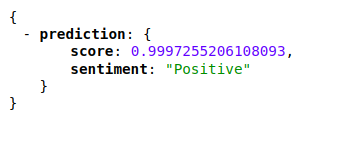 {
- prediction: {
score: 0.9997255206108093,
sentiment: "Positive"
}
}